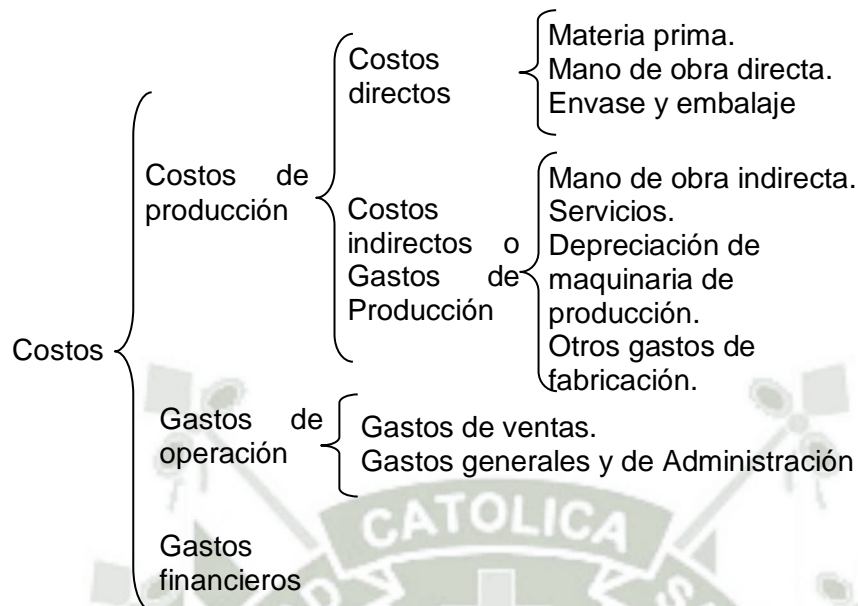 Costos
Costos de
producción
Costos
directos
Materia prima.
Mano de obra directa.
Envase y embalaje
Costos
indirectos o
Gastos de
Producción
Mano de obra indirecta.
Servicios.
Depreciación de
maquinaria de
producción.
Otros gastos de
fabricación.
Gastos de
operación
Gastos de ventas.
Gastos generales y de Administración
Gastos
financieros
CATOLICA